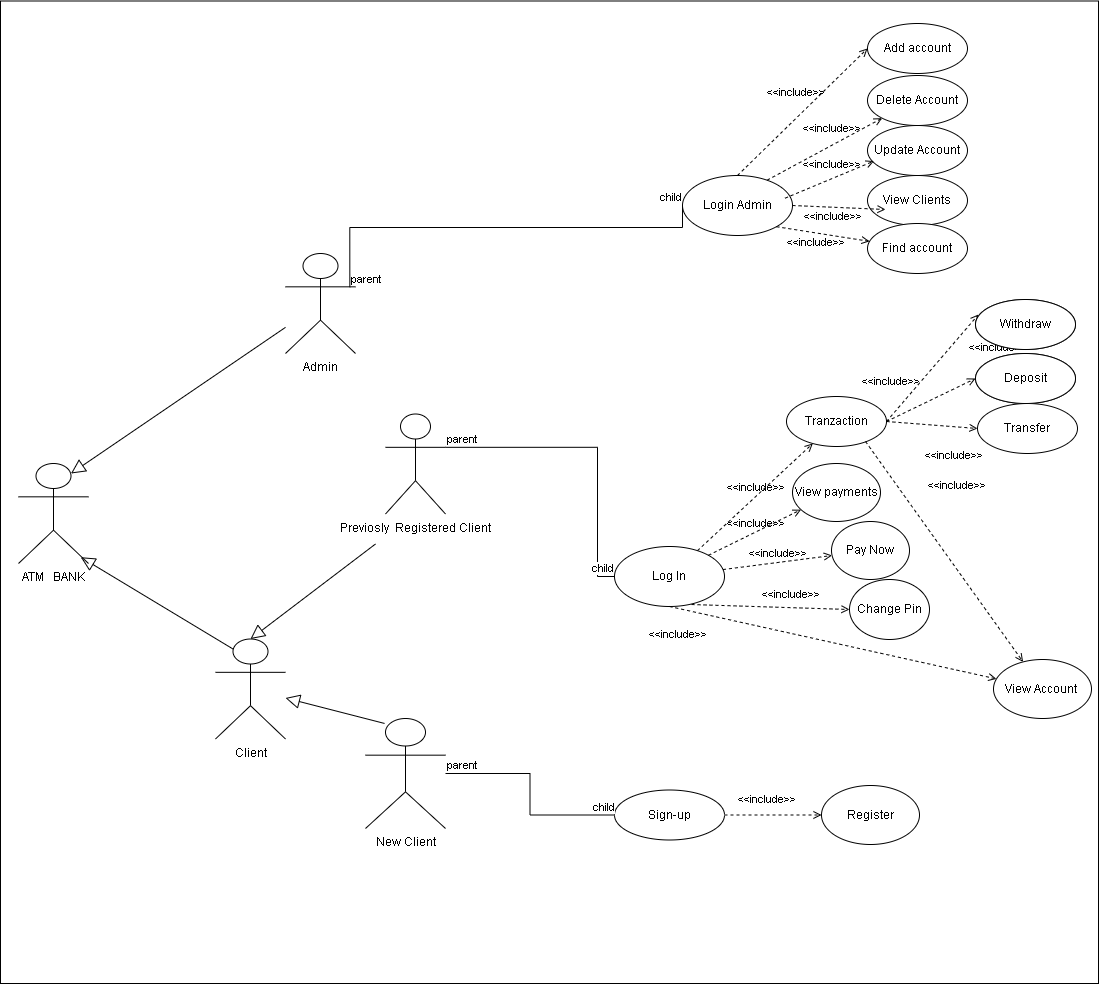 Add account
<<include>>
Delete Account
<<include>>
Update Account
<<include>>
child
Login Admin
View Clients
<<include>>
<<include>>
Find account
parent
Admin
Withdraw
<<include>>
<<include>>
Deposit
Tranzaction
Transfer
parent
<<include>>
<<include>>
<<include>>
View payments
<<include>>
Previosly Registered Client
<<include>>
Pay Now
child
Log In
ATM BANK
<<include>>
Change Pin
<<include>>
View Account
Client
parent
<<include>>
child
Sign-up
Register
New Client